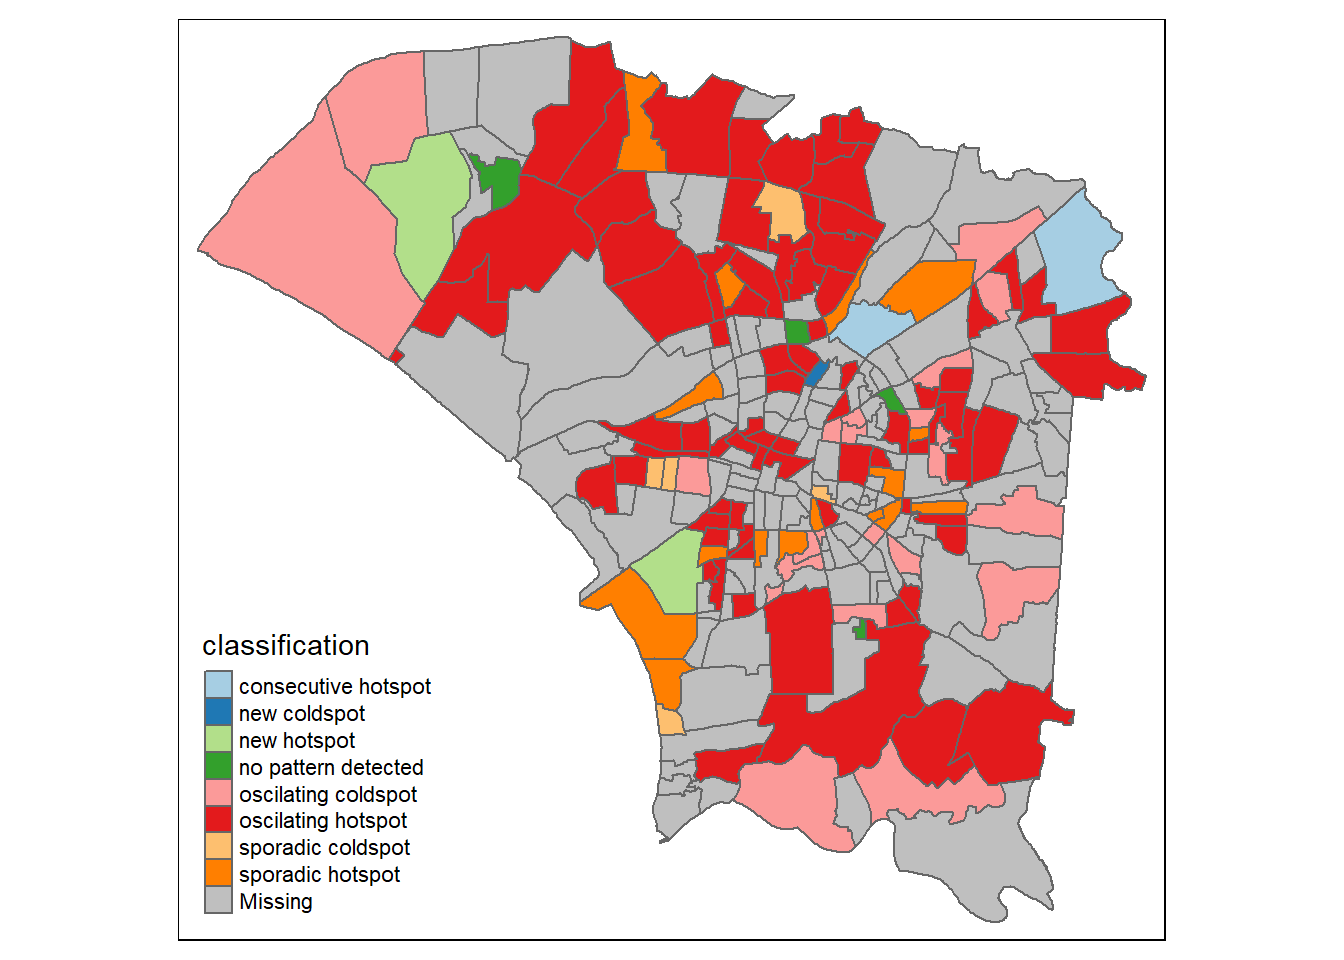 classification
consecutive hotspot
new coldspot
new hotspot
no pattern detected
oscilating coldspot
oscilating hotspot
sporadic coldspot
sporadic hotspot
Missing